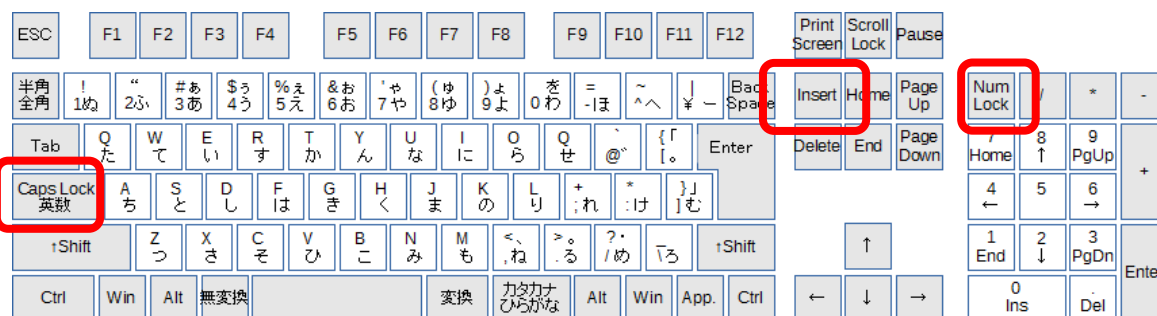 ESC F1 F2 F3 F4 F5 F6 F7 F8 F9 F10 F11 F12 Print Screen Scroll Lock Pause
半角 ! “ #ぁ $ぅ %ぇ &ぉ 'ゃ (ゅ )ょ を = ~ | Back Insert Home Page Num / * -
全角 1ぬ 2ふ 3あ 4う 5え 6お 7や 8ゆ 9よ 0わ -ほ ^へ ¥ー Space Up Lock
Tab Q W E R T Y U I O Q ` {「 Enter Delete End Page 7 8 9 +
た て い す か ん な に ら せ @゛ [。 Down Home ↑ PgUp
Caps Lock A S D F G H J K L + * }」 4 5 6
英数 ち と し は き く ま の り ;れ :け ]む ← →
↑Shift Z X C V B N M <、 >。 ?・ _ ↑Shift ↑ 1 2 3 Ente
つ さ そ ひ こ み も ,ね .る /め \ろ End ↓ PgDn
Ctrl Win Alt 無変換 変換 カタカナ Alt Win App. Ctrl ← ↓ → 0 .
ひらがな Ins Del